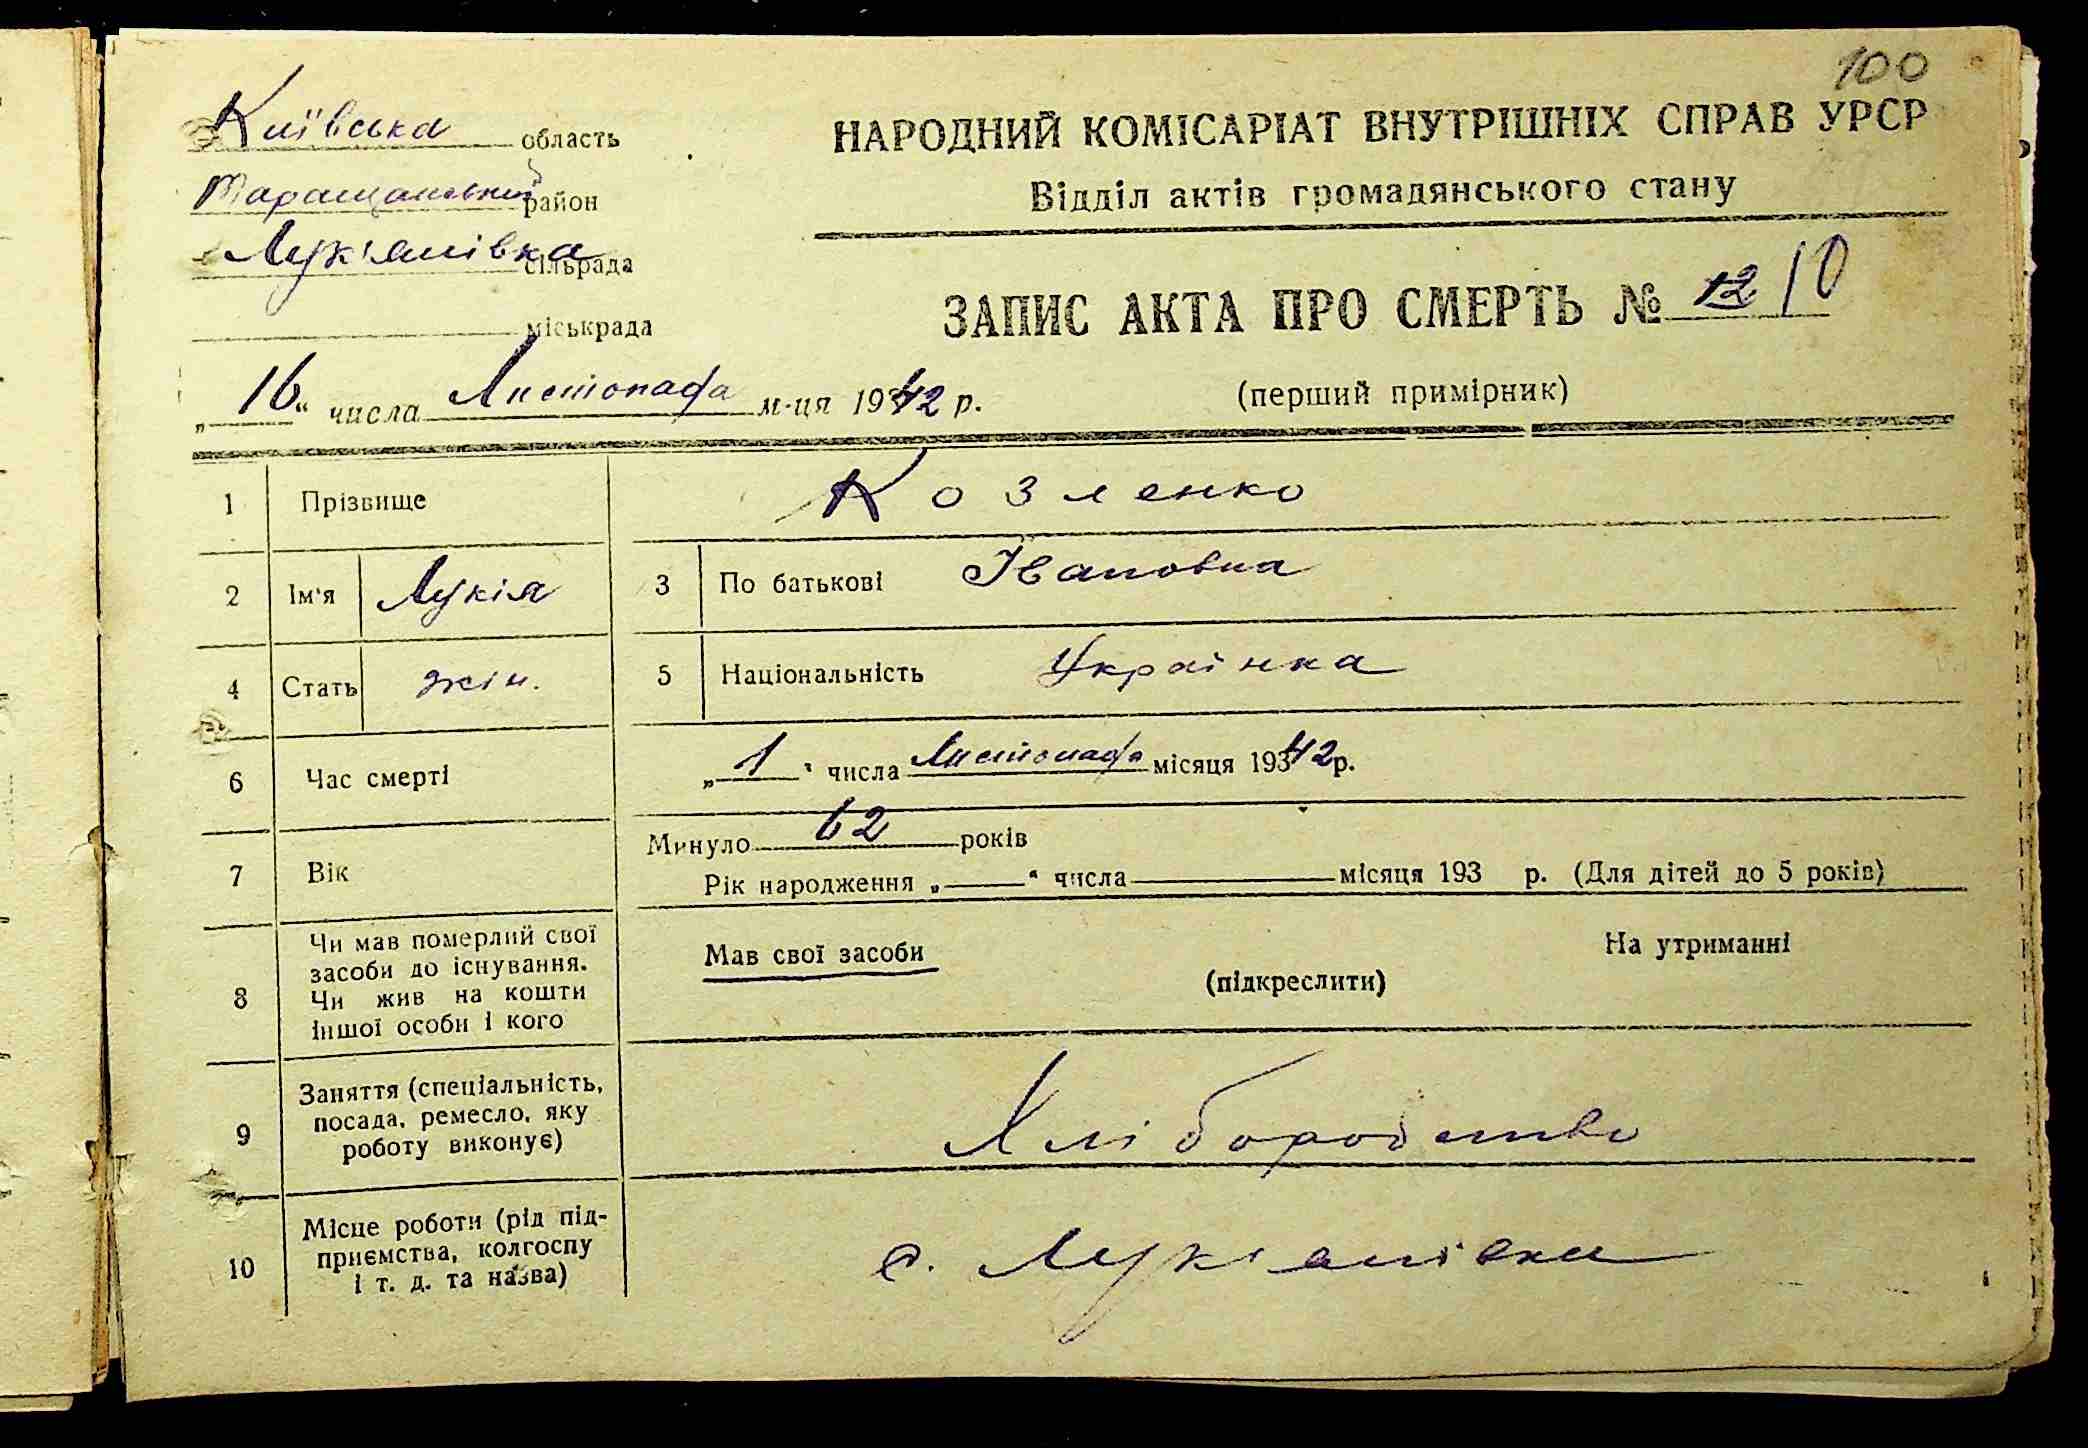 100
Київська область
Таращанський район
Лук'янівка сільрада
міськрада
НАРОДНИЙ КОМІСАРІАТ ВНУТРІШНІХ СПРАВ УРСР
Відділ актів громадянського стану
ЗАПИС АКТА ПРО СМЕРТЬ № 12 10
(перший примірник)
„16“ числа Листопада м-ця 1942 р.
1 Прізвище Козленко
2 Ім'я Лукія 3 По батькові Івановна
4 Стать жін. 5 Національність Українка
6 Час смерті „1“ числа Листопада місяця 19342 р.
7 Вік Минуло 62 років
Рік народження „ “ числа місяця 193 р. (Для дітей до 5 років)
8 Чи мав померлий свої
засоби до існування.
Чи жив на кошти
іншої особи і кого
Мав свої засоби (підкреслити) На утриманні
9 Заняття (спеціальність,
посада, ремесло, яку
роботу виконує)
Хліборобство
10 Місце роботи (рід під-
приємства, колгоспу
і т. д. та назва)
с. Лук'янівка